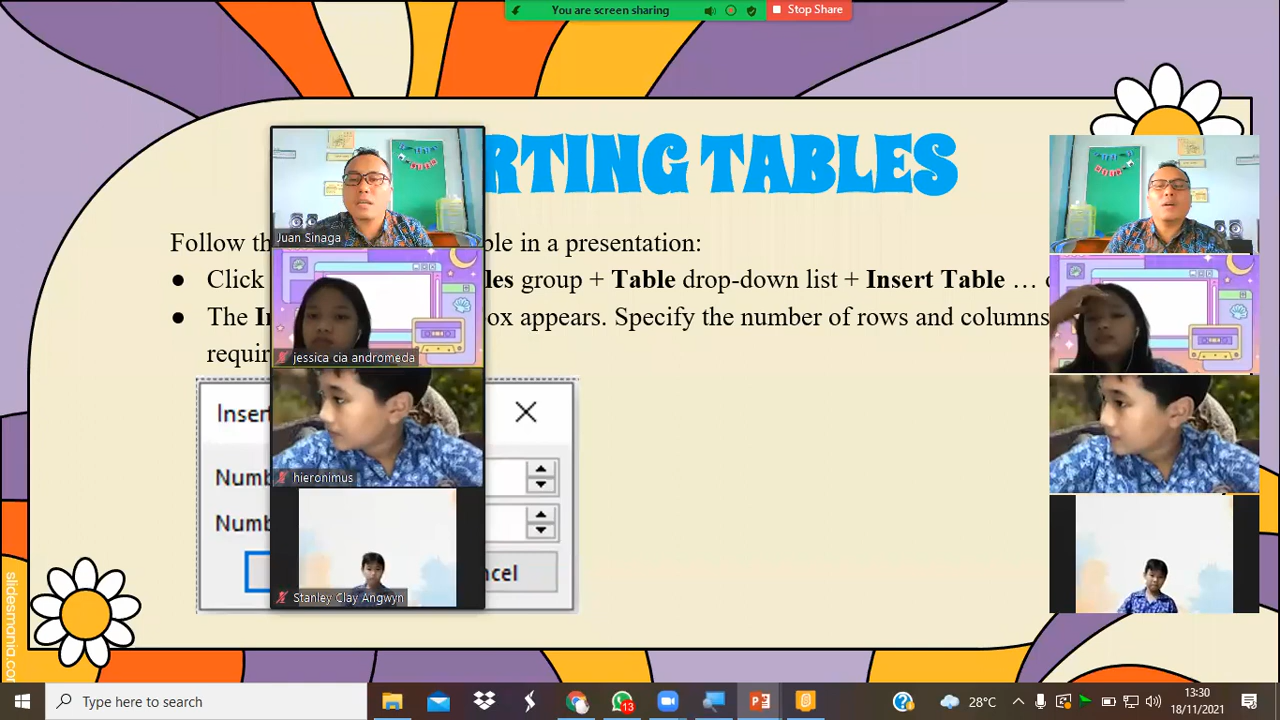 You are screen sharing
Stop Share
RTING TABLES
Juan Sinaga
Follow th ble in a presentation:
● Click les group + Table drop-down list + Insert Table …
● The In ox appears. Specify the number of rows and columns
requir
jessica cia andromeda
Inser
Numb
hieronimus
Numb
ncel
Stanley Clay Angwyn
slidesmania.co
Type here to search
13
28°C
13:30
18/11/2021